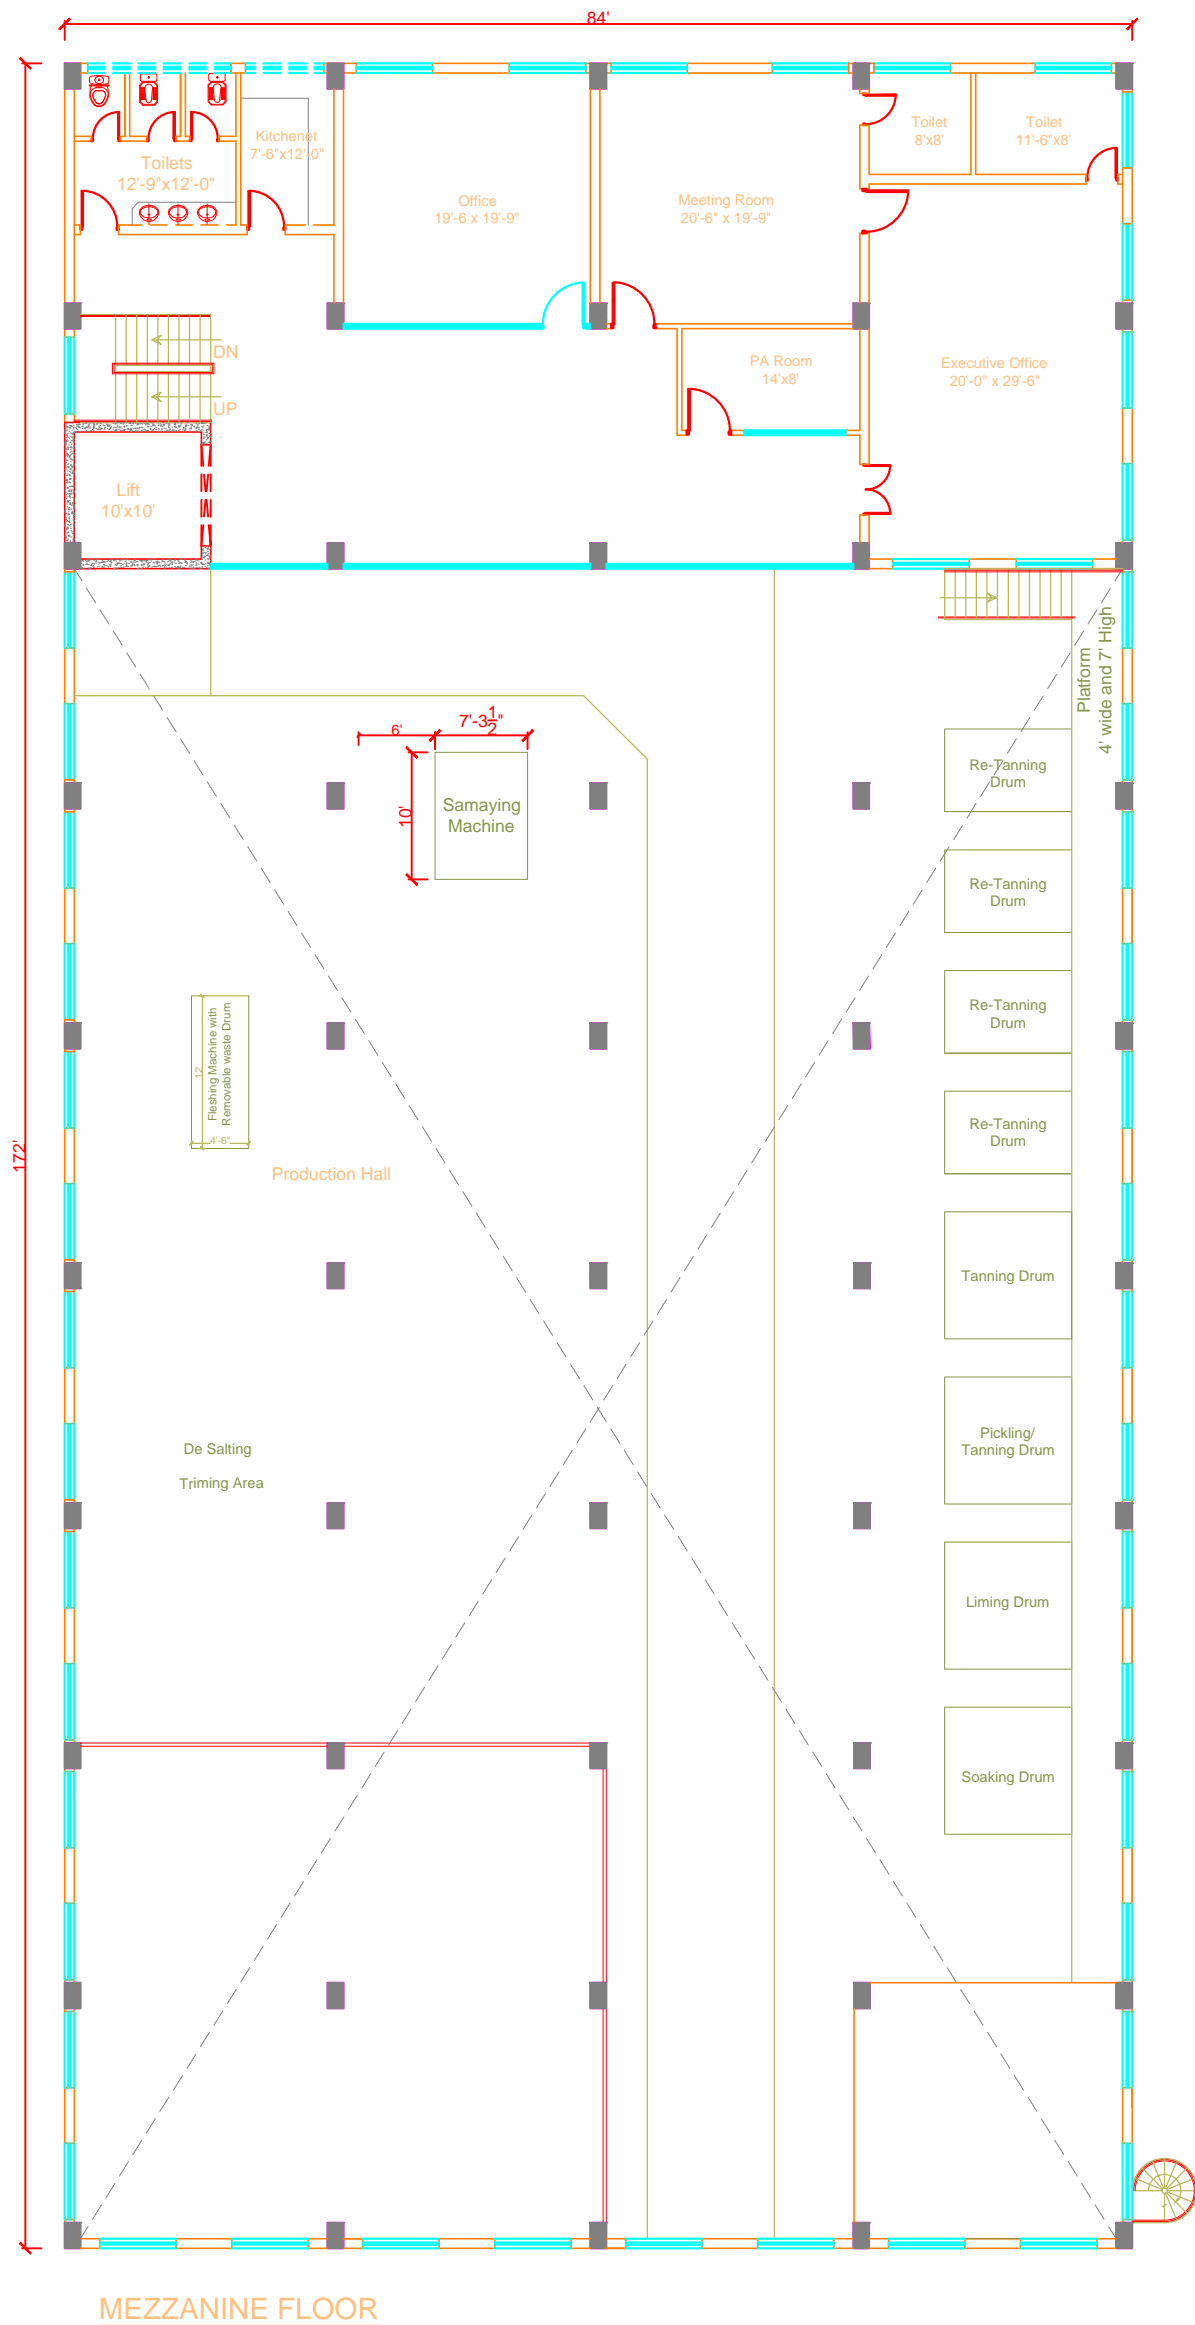 84'
Toilets
12'-9"x12'-0"
Kitchenet
7'-6"x12'-0"
Office
19'-6 x 19'-9"
Meeting Room
20'-6" x 19'-9"
Toilet
8'x8'
Toilet
11'-6"x8'
DN
UP
PA Room
14'x8'
Executive Office
20'-0" x 29'-6"
Lift
10'x10'
Platform
4' wide and 7' High
6'
7'-3 1/2"
10'
Samaying
Machine
Re-Tanning
Drum
Re-Tanning
Drum
Re-Tanning
Drum
Re-Tanning
Drum
Fleshing Machine with
Removable waste Drum
12'
4'-6"
172'
Production Hall
Tanning Drum
De Salting
Triming Area
Pickling/
Tanning Drum
Liming Drum
Soaking Drum
MEZZANINE FLOOR